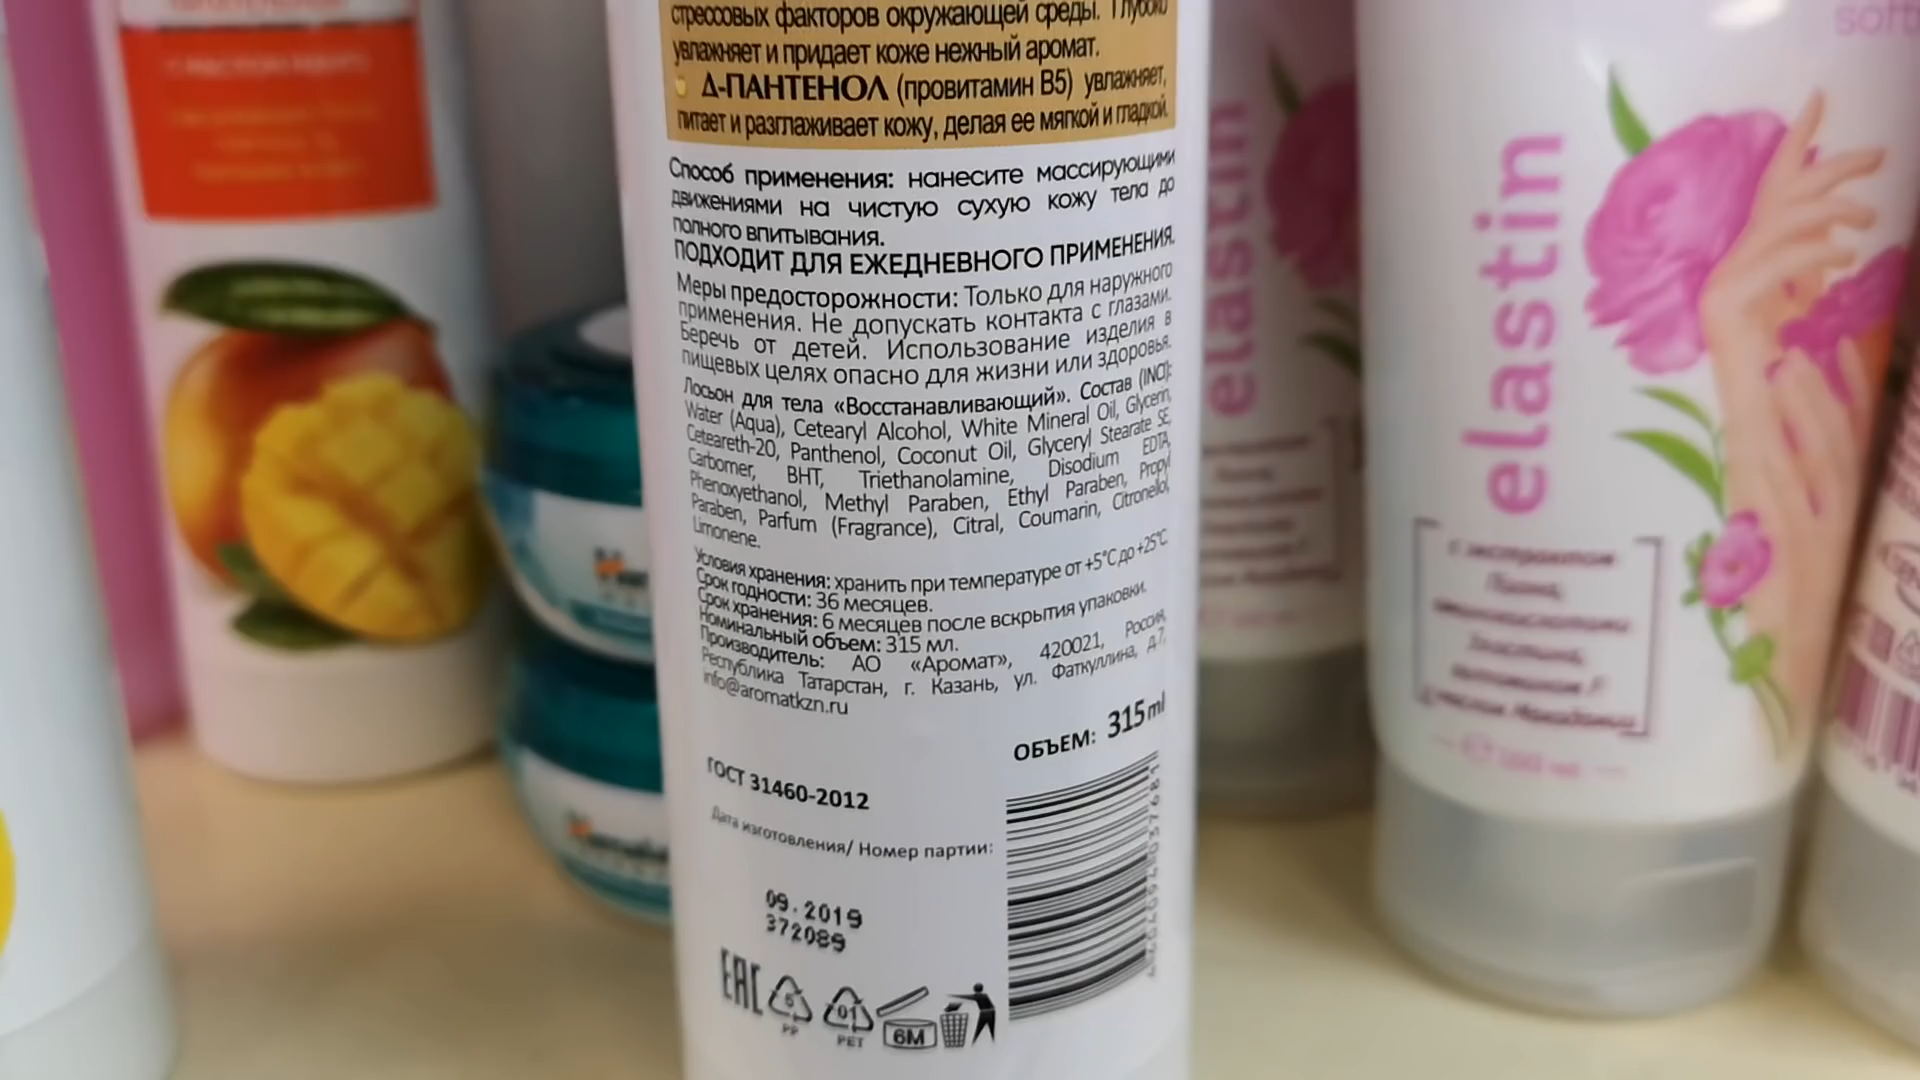 стрессовых факторов окружающей среды. Глубоко
увлажняет и придает коже нежный аромат.
Д-ПАНТЕНОЛ (провитамин B5) увлажняет,
питает и разглаживает кожу, делая ее мягкой и гладкой.
Способ применения: нанесите массирующими
движениями на чистую сухую кожу тела до
полного впитывания.
ПОДХОДИТ ДЛЯ ЕЖЕДНЕВНОГО ПРИМЕНЕНИЯ.
Меры предосторожности: Только для наружного
применения. Не допускать контакта с глазами.
Беречь от детей. Использование изделия в
пищевых целях опасно для жизни или здоровья.
Лосьон для тела «Восстанавливающий». Состав (INCI):
Water (Aqua), Cetearyl Alcohol, White Mineral Oil, Glycerin,
Ceteareth-20, Panthenol, Coconut Oil, Glyceryl Stearate SE,
Carbomer, BHT, Triethanolamine, Disodium EDTA,
Phenoxyethanol, Methyl Paraben, Ethyl Paraben, Propyl
Paraben, Parfum (Fragrance), Citral, Coumarin, Citronellol,
Limonene.
Условия хранения: хранить при температуре от +5°C до +25°C.
Срок годности: 36 месяцев.
Срок хранения: 6 месяцев после вскрытия упаковки.
Номинальный объем: 315 мл.
Производитель: АО «Аромат», 420021, Россия,
Республика Татарстан, г. Казань, ул. Фаткуллина, д.7,
info@aromatkzn.ru
ОБЪЕМ: 315 ml
ГОСТ 31460-2012
Дата изготовления/ Номер партии:
09.2019
372089
EAC
5
PP
01
PET
6M
elastin
elastin
soft
с экстрактом
Пиона,